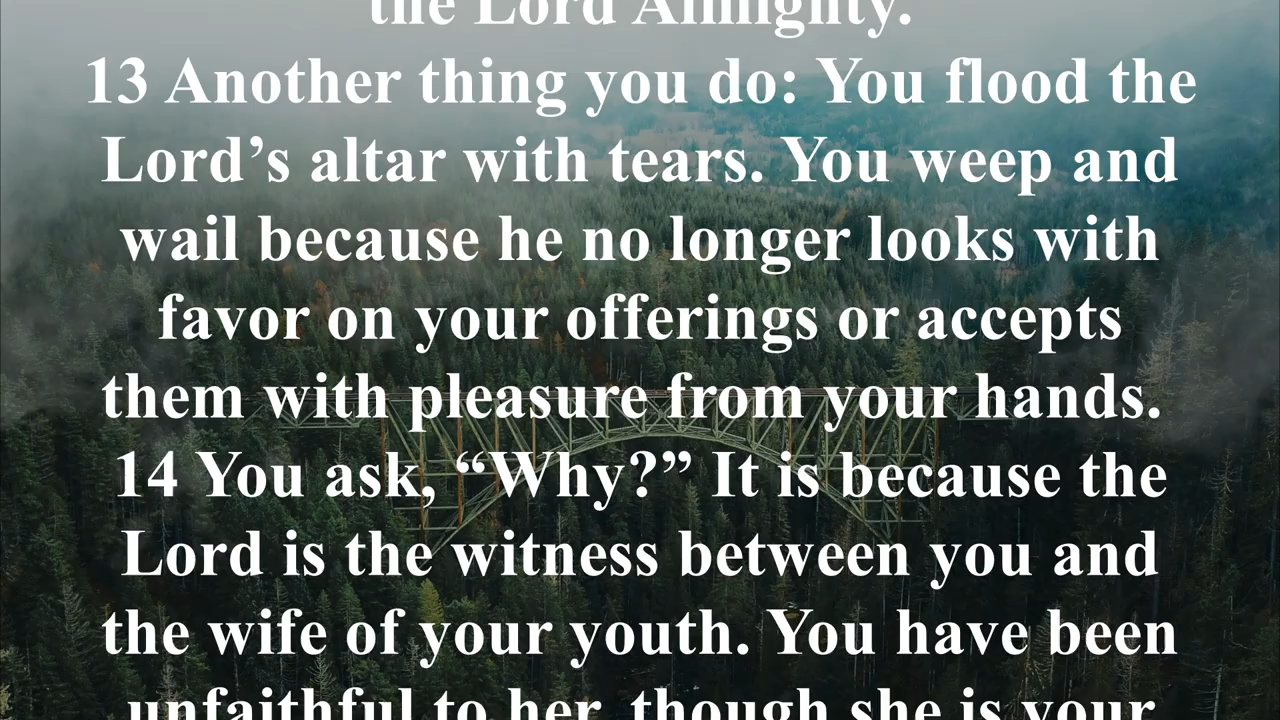 the Lord Almighty.
13 Another thing you do: You flood the
Lord’s altar with tears. You weep and
wail because he no longer looks with
favor on your offerings or accepts
them with pleasure from your hands.
14 You ask, “Why?” It is because the
Lord is the witness between you and
the wife of your youth. You have been
unfaithful to her, though she is your